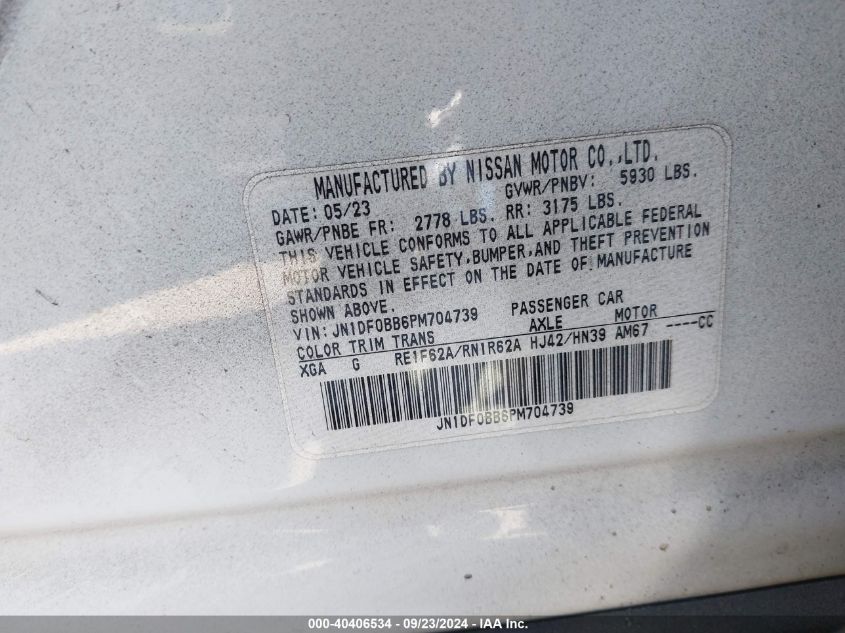 MANUFACTURED BY NISSAN MOTOR CO.,LTD.
DATE: 05/23 GVWR/PNBV: 5930 LBS.
GAWR/PNBE FR: 2778 LBS. RR: 3175 LBS.
THIS VEHICLE CONFORMS TO ALL APPLICABLE FEDERAL
MOTOR VEHICLE SAFETY,BUMPER,AND THEFT PREVENTION
STANDARDS IN EFFECT ON THE DATE OF MANUFACTURE
SHOWN ABOVE.
VIN: JN1DF0BB6PM704739 PASSENGER CAR
COLOR TRIM TRANS AXLE MOTOR
XGA G RE1F62A/RN1R62A HJ42/HN39 AM67 ----CC
JN1DF0BB6PM704739
000-40406534 - 09/23/2024 - IAA, Inc.